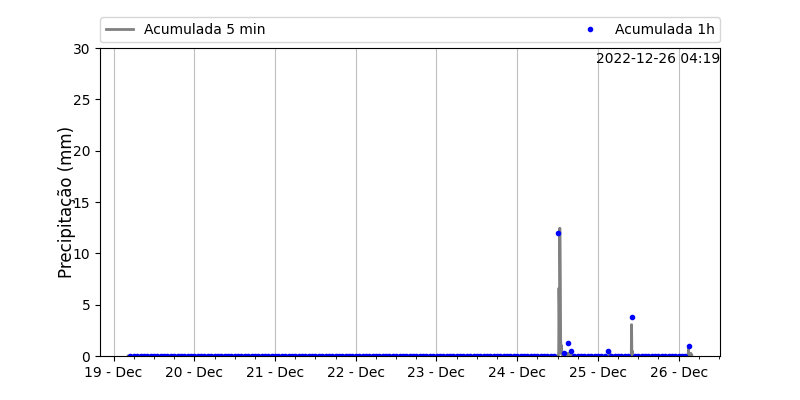 Acumulada 5 min
Acumulada 1h
2022-12-26 04:19
Precipitação (mm)
30
25
20
15
10
5
0
19 - Dec
20 - Dec
21 - Dec
22 - Dec
23 - Dec
24 - Dec
25 - Dec
26 - Dec